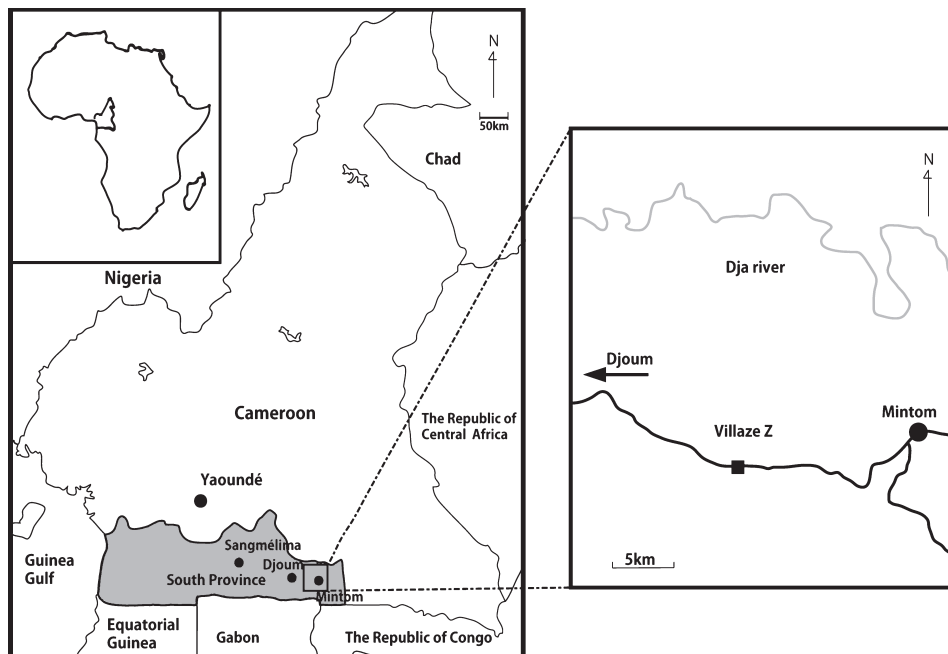 N
50km
Chad
Nigeria
Cameroon
The Republic of
Central Africa
Yaoundé
Sangmélima
Djoum
South Province
Mintom
Guinea
Gulf
Equatorial
Guinea
Gabon
The Republic of Congo
N
Dja river
Djoum
Mintom
Villaze Z
5km